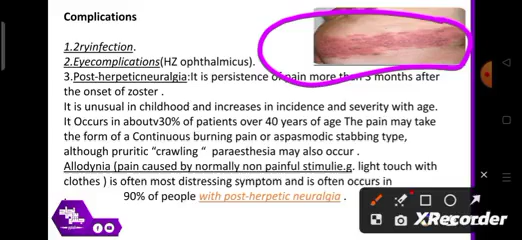 Complications
1.2ryinfection.
2.Eyecomplications(HZ ophthalmicus).
3.Post-herpeticneuralgia:It is persistence of pain more then 3 months after
the onset of zoster .
It is unusual in childhood and increases in incidence and severity with age.
It Occurs in aboutv30% of patients over 40 years of age The pain may take
the form of a Continuous burning pain or aspasmodic stabbing type,
although pruritic "crawling " paraesthesia may also occur .
Allodynia (pain caused by normally non painful stimulie.g. light touch with
clothes ) is often most distressing symptom and is often occurs in
90% of people with post-herpetic neuralgia .
XRecorder